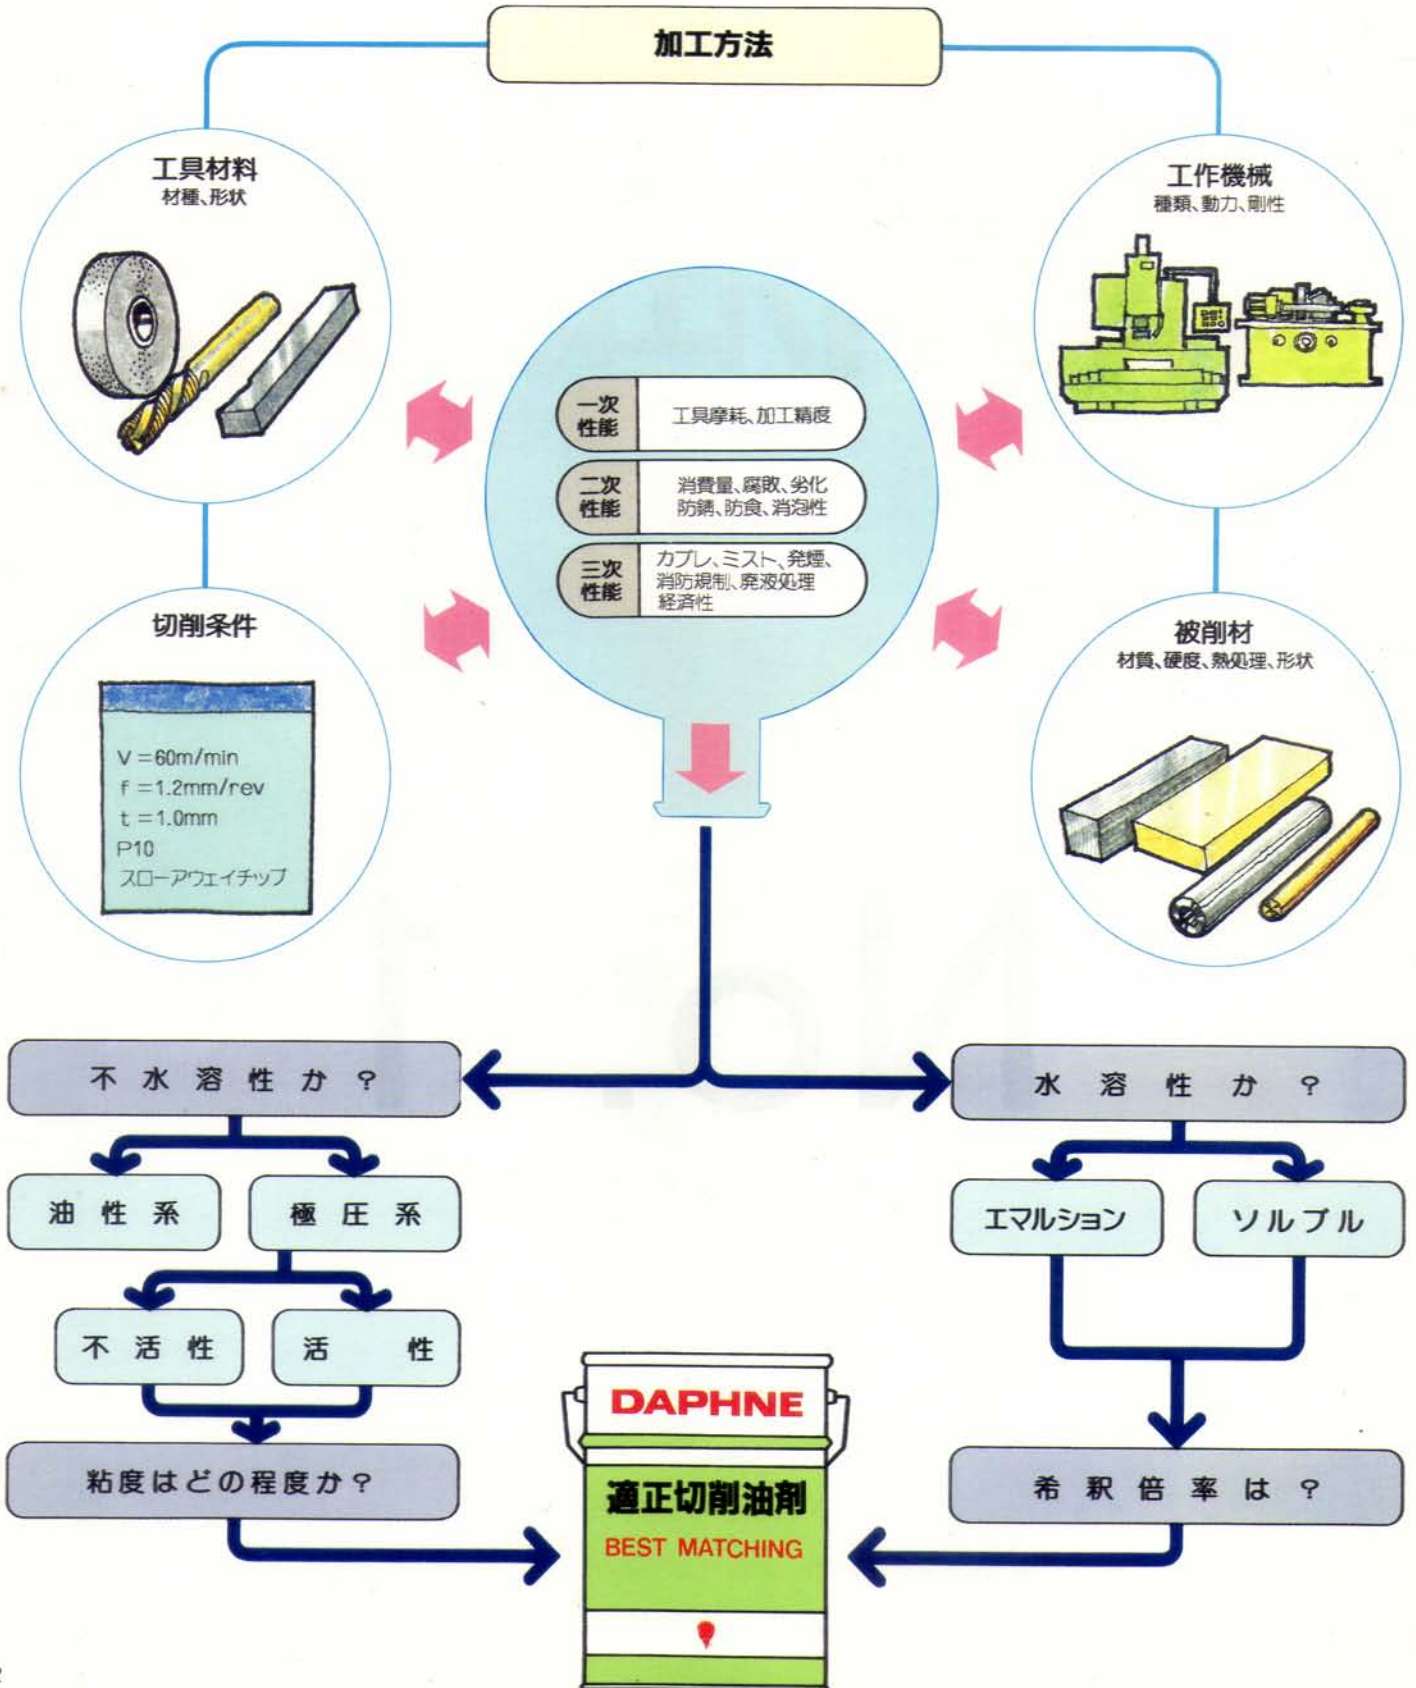 加工方法
工具材料
材種、形状
工作機械
種類、動力、剛性
一次
性能
工具摩耗、加工精度
二次
性能
消費量、腐敗、劣化
防錆、防食、消泡性
三次
性能
カブレ、ミスト、発煙、
消防規制、廃液処理
経済性
切削条件
V=60m/min
f=1.2mm/rev
t=1.0mm
P10
スローアウェイチップ
被削材
材質、硬度、熱処理、形状
不水溶性か?
水溶性か?
油性系
極圧系
エマルション
ソルブル
不活性
活性
粘度はどの程度か?
希釈倍率は?
DAPHNE
適正切削油剤
BEST MATCHING